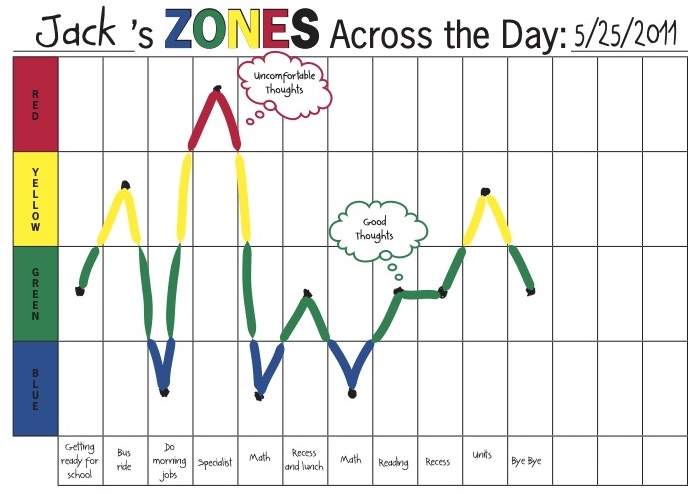 Jack's ZONES Across the Day: 5/25/2011
Uncomfortable
Thoughts
RED
YELLOW
Good
Thoughts
GREEN
BLUE
Getting
ready for
school
Bus
ride
Do
morning
jobs
Specialist
Math
Recess
and lunch
Math
Reading
Recess
Units
Bye Bye